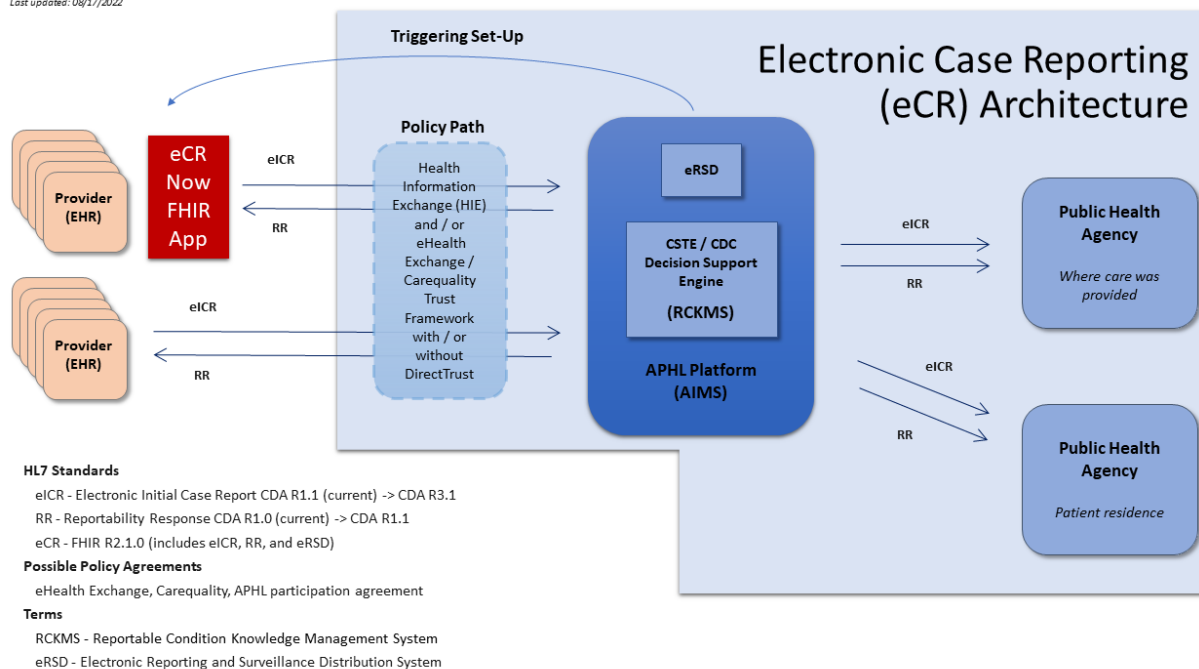 Last updated: 08/17/2022
Triggering Set-Up
Electronic Case Reporting
(eCR) Architecture
Policy Path
Provider
(EHR)
eCR
Now
FHIR
App
eICR
RR
Health
Information
Exchange (HIE)
and / or
eHealth
Exchange /
Carequality
Trust
Framework
with / or
without
DirectTrust
eRSD
CSTE / CDC
Decision Support
Engine
(RCKMS)
APHL Platform
(AIMS)
eICR
RR
Public Health
Agency
Where care was
provided
Provider
(EHR)
eICR
RR
eICR
RR
Public Health
Agency
Patient residence
HL7 Standards
eICR - Electronic Initial Case Report CDA R1.1 (current) -> CDA R3.1
RR - Reportability Response CDA R1.0 (current) -> CDA R1.1
eCR - FHIR R2.1.0 (includes eICR, RR, and eRSD)
Possible Policy Agreements
eHealth Exchange, Carequality, APHL participation agreement
Terms
RCKMS - Reportable Condition Knowledge Management System
eRSD - Electronic Reporting and Surveillance Distribution System